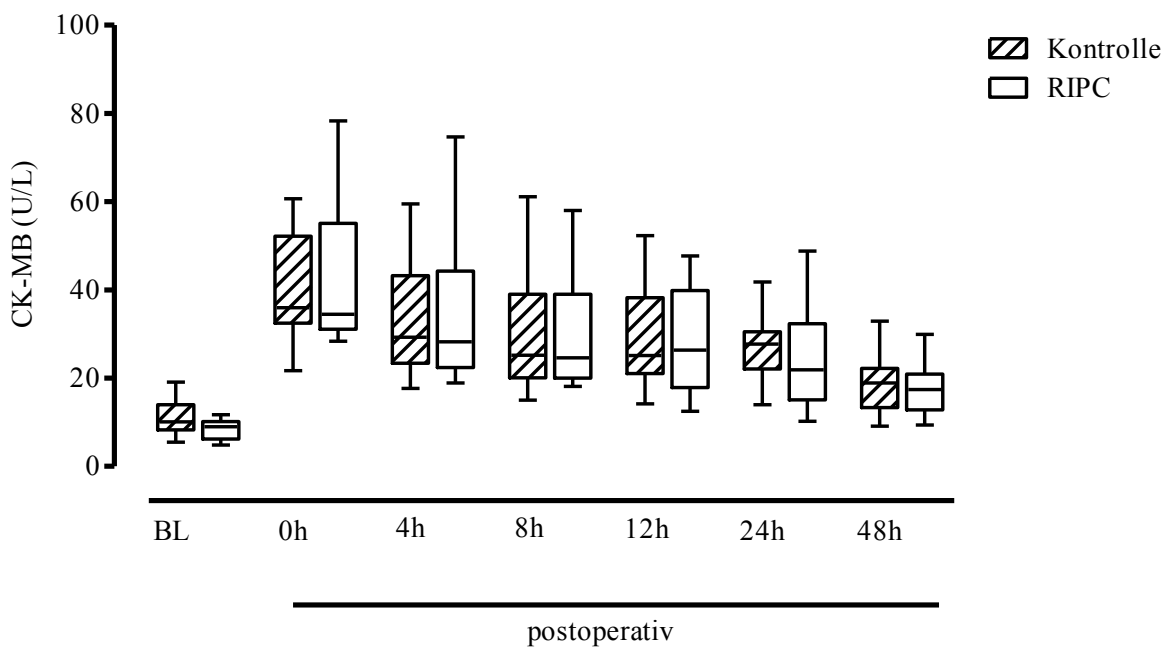 100
80
60
40
20
0
CK-MB (U/L)
Kontrolle
RIPC
BL 0h 4h 8h 12h 24h 48h
postoperativ